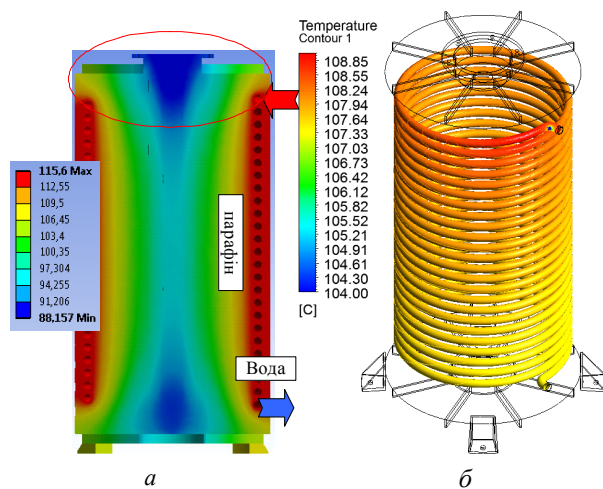 115,6 Max
112,55
109,5
106,45
103,4
100,35
97,304
94,255
91,206
88,157 Min
парафін
Вода
а
Temperature
Contour 1
108.85
108.55
108.24
107.94
107.64
107.33
107.03
106.73
106.42
106.12
105.82
105.52
105.21
104.91
104.61
104.30
104.00
[C]
б